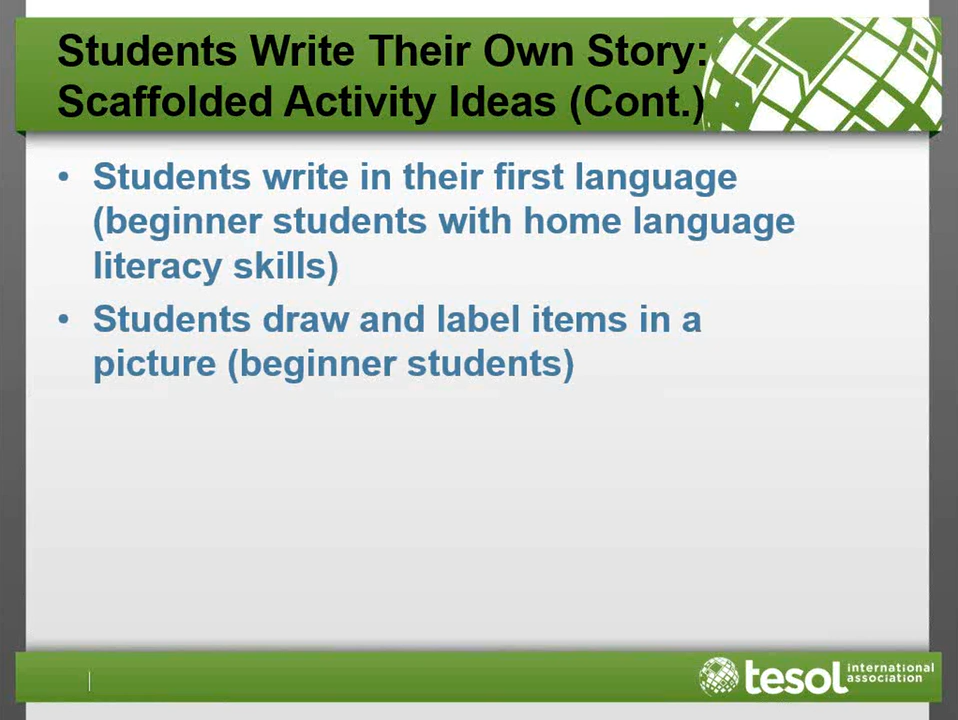 Students Write Their Own Story:
Scaffolded Activity Ideas (Cont.)
• Students write in their first language
(beginner students with home language
literacy skills)
• Students draw and label items in a
picture (beginner students)
tesol international
association